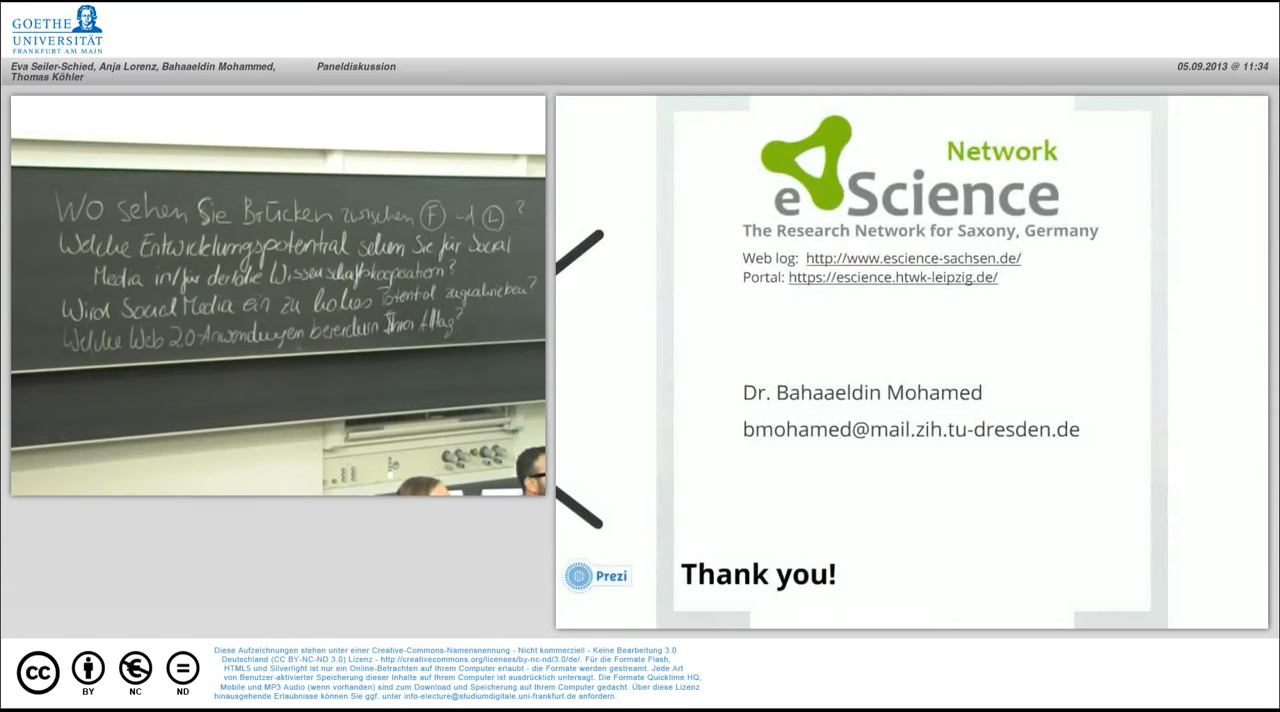 GOETHE
UNIVERSITÄT
FRANKFURT AM MAIN
Eva Seiler-Schied, Anja Lorenz, Bahaaeldin Mohammed,
Thomas Köhler
Paneldiskussion
05.09.2013 @ 11:34
Wo sehen Sie Brücken zwischen F und L ?
Welche Entwicklungspotential sehen Sie für Social
Media in/für der/die Wissenschaftskooperation?
Wird Social Media ein zu hohes Potential zugeschrieben?
Welche Web 2.0-Anwendungen bereichern Ihren Alltag?
Network
eScience
The Research Network for Saxony, Germany
Web log: http://www.escience-sachsen.de/
Portal: https://escience.htwk-leipzig.de/
Dr. Bahaaeldin Mohamed
bmohamed@mail.zih.tu-dresden.de
Prezi
Thank you!
cc
BY
NC
ND
Diese Aufzeichnungen stehen unter einer Creative-Commons-Namensnennung - Nicht kommerziell - Keine Bearbeitung 3.0
Deutschland (CC BY-NC-ND 3.0) Lizenz - http://creativecommons.org/licenses/by-nc-nd/3.0/de/. Für die Formate Flash,
HTML5 und Silverlight ist nur ein Online-Betrachten auf Ihrem Computer erlaubt - die Formate werden gestreamt. Jede Art
von Benutzer-aktivierter Speicherung dieser Inhalte auf Ihrem Computer ist ausdrücklich untersagt. Die Formate Quicktime HQ,
Mobile und MP3 Audio (wenn vorhanden) sind zum Download und Speicherung auf Ihrem Computer gedacht. Über diese Lizenz
hinausgehende Erlaubnisse können Sie ggf. unter info-electure@studiumdigitale.uni-frankfurt.de anfordern.